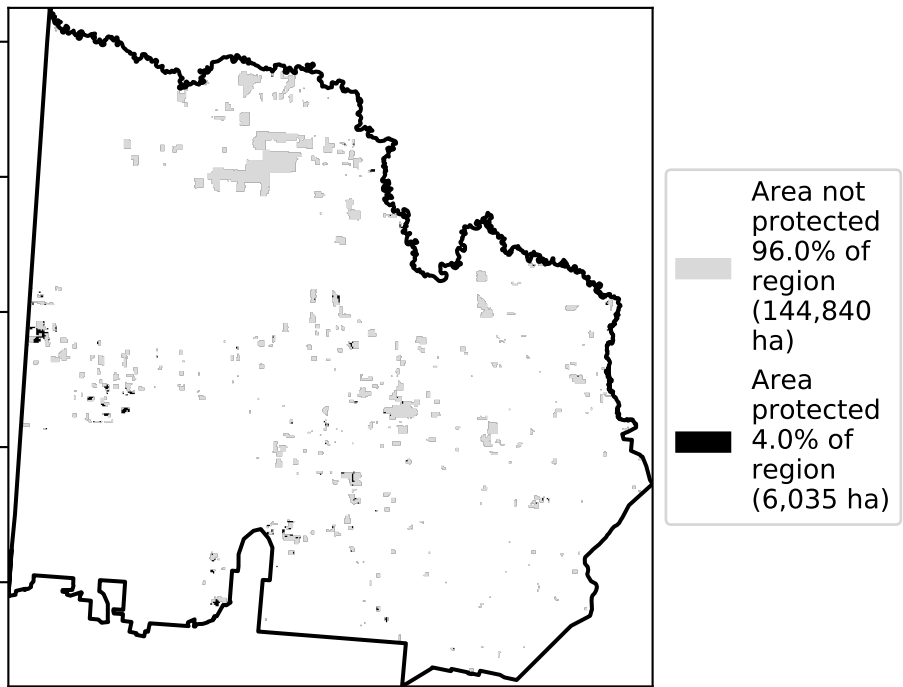 Area not
protected
96.0% of
region
(144,840
ha)
Area
protected
4.0% of
region
(6,035 ha)